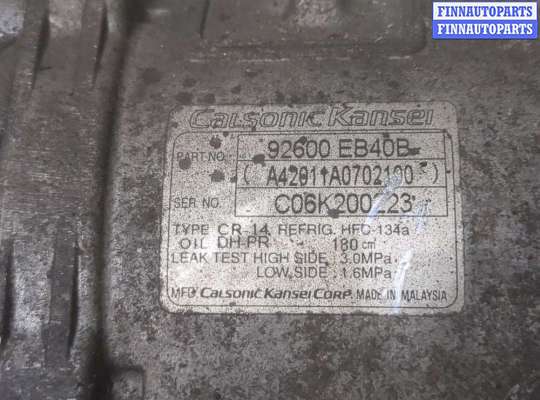 FINNAUTOPARTS
FINNAUTOPARTS
CALSONIC KANSEI
PART NO. 92600 EB40B
( A42011A0702100 )
SER NO. C06K200223
TYPE CR-14 REFRIG. HFC-134a
OIL DH-PR 180 cm³
LEAK TEST HIGH SIDE : 3.0MPa
LOW SIDE : 1.6MPa
MFD CALSONIC KANSEI CORP. MADE IN MALAYSIA